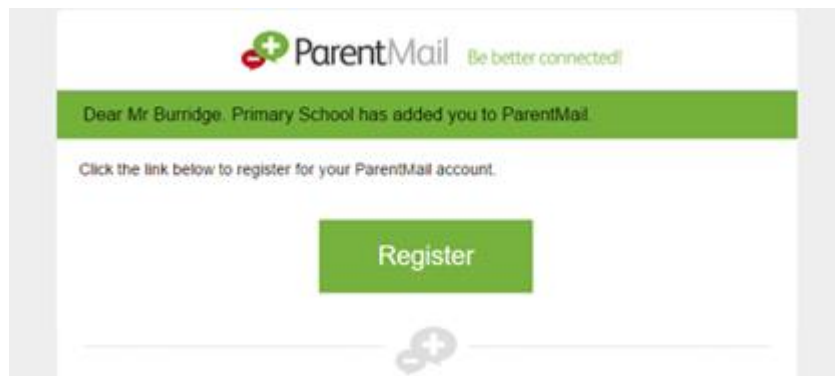 ParentMail Be better connected!
Dear Mr Burridge. Primary School has added you to ParentMail.
Click the link below to register for your ParentMail account.
Register